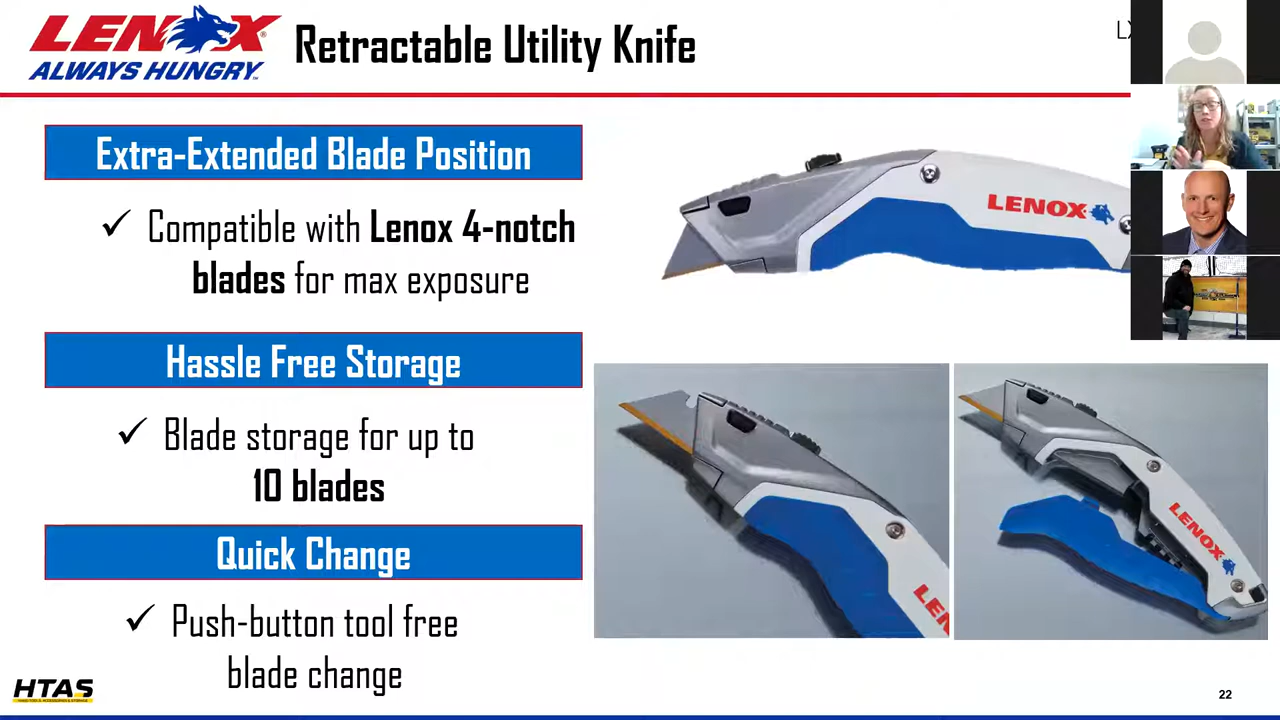 LENOX
ALWAYS HUNGRY
Retractable Utility Knife
LX
Extra-Extended Blade Position
✓ Compatible with Lenox 4-notch
blades for max exposure
Hassle Free Storage
✓ Blade storage for up to
10 blades
Quick Change
✓ Push-button tool free
blade change
LENOX
LENOX
HTAS
22